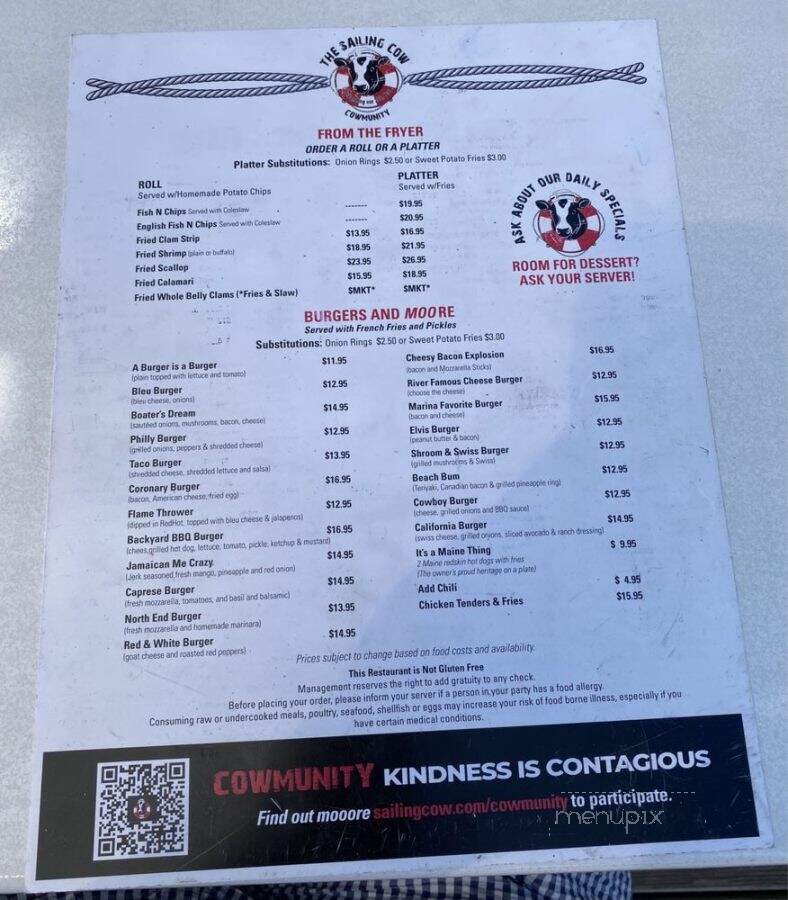 THE SAILING COW
COWMUNITY
FROM THE FRYER
ORDER A ROLL OR A PLATTER
Platter Substitutions: Onion Rings $2.50 or Sweet Potato Fries $3.00
ROLL
Served w/Homemade Potato Chips
PLATTER
Served w/Fries
Fish N Chips Served with Coleslaw ------- $19.95
English Fish N Chips Served with Coleslaw ------- $20.95
Fried Clam Strip $13.95 $16.95
Fried Shrimp (plain or buffalo) $18.95 $21.95
Fried Scallop $23.95 $26.95
Fried Calamari $15.95 $18.95
Fried Whole Belly Clams (*Fries & Slaw) $MKT* $MKT*
ASK ABOUT OUR DAILY SPECIALS
ROOM FOR DESSERT?
ASK YOUR SERVER!
BURGERS AND MOORE
Served with French Fries and Pickles
Substitutions: Onion Rings $2.50 or Sweet Potato Fries $3.00
A Burger is a Burger $11.95
(plain topped with lettuce and tomato)
Bleu Burger $12.95
(bleu cheese, onions)
Boater's Dream $14.95
(sautéed onions, mushrooms, bacon, cheese)
Philly Burger $12.95
(grilled onions, peppers & shredded cheese)
Taco Burger $13.95
(shredded cheese, shredded lettuce and salsa)
Coronary Burger $16.95
(bacon, American cheese, fried egg)
Flame Thrower $12.95
(dipped in RedHot, topped with bleu cheese & jalapenos)
Backyard BBQ Burger $16.95
(chees,grilled hot dog, lettuce, tomato, pickle, ketchup & mustard)
Jamaican Me Crazy $14.95
(Jerk seasoned,fresh mango, pineapple and red onion)
Caprese Burger $14.95
(fresh mozzarella, tomatoes, and basil and balsamic)
North End Burger $13.95
(fresh mozzarella and homemade marinara)
Red & White Burger $14.95
(goat cheese and roasted red peppers)
Cheesy Bacon Explosion $16.95
(bacon and Mozzarella Sticks)
River Famous Cheese Burger $12.95
(choose the cheese)
Marina Favorite Burger $15.95
(bacon and cheese)
Elvis Burger $12.95
(peanut butter & bacon)
Shroom & Swiss Burger $12.95
(grilled mushrooms & Swiss)
Beach Bum $12.95
(Teriyaki, Canadian bacon & grilled pineapple ring)
Cowboy Burger $12.95
(cheese, grilled onions and BBQ sauce)
California Burger $14.95
(swiss cheese, grilled onions, sliced avocado & ranch dressing)
It's a Maine Thing $ 9.95
2 Maine redskin hot dogs with fries
(The owner's proud heritage on a plate)
Add Chili $ 4.95
Chicken Tenders & Fries $15.95
Prices subject to change based on food costs and availability.
This Restaurant is Not Gluten Free
Management reserves the right to add gratuity to any check.
Before placing your order, please inform your server if a person in your party has a food allergy.
Consuming raw or undercooked meals, poultry, seafood, shellfish or eggs may increase your risk of food borne illness, especially if you
have certain medical conditions.
COWMUNITY KINDNESS IS CONTAGIOUS
Find out mooore sailingcow.com/cowmunity to participate.
menupix